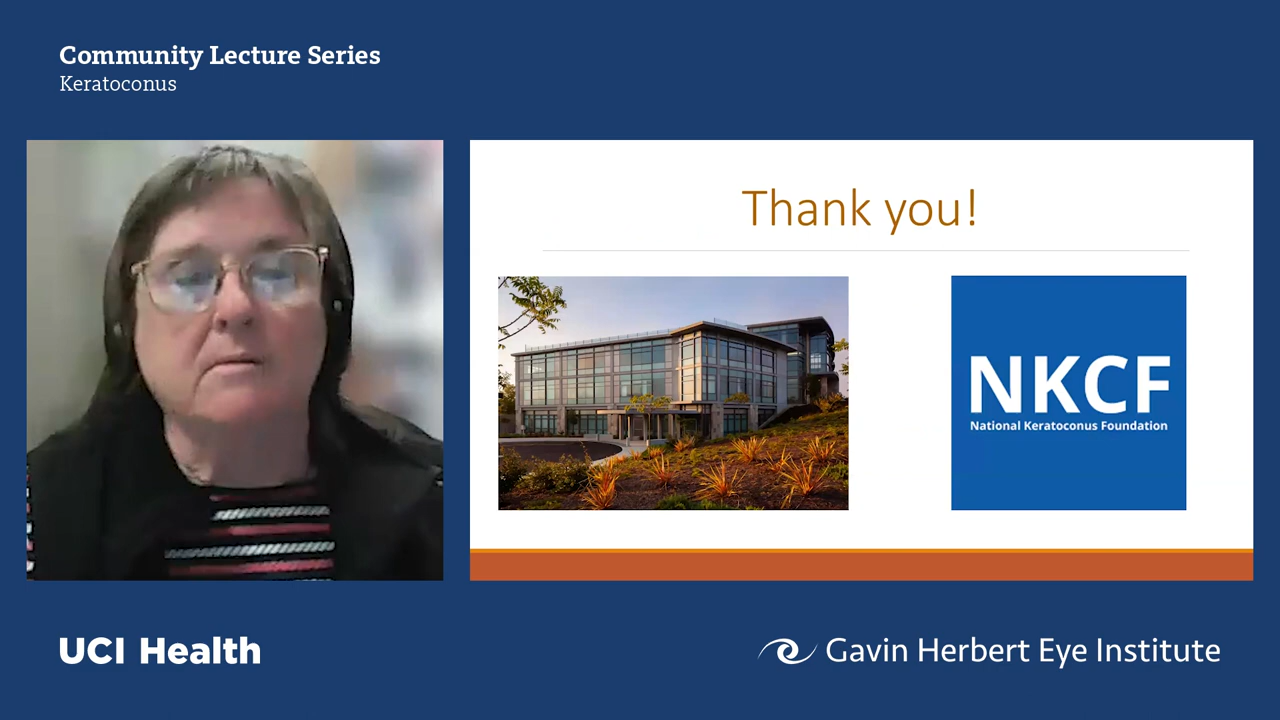 Community Lecture Series
Keratoconus
Thank you!
NKCF
National Keratoconus Foundation
UCI Health
Gavin Herbert Eye Institute